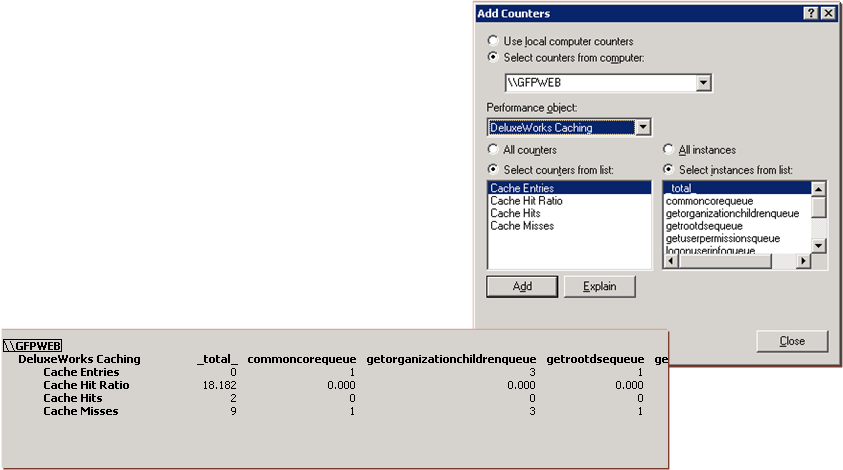 Add Counters
Use local computer counters
Select counters from computer:
\\GFPWEB
Performance object:
DeluxeWorks Caching
All counters All instances
Select counters from list: Select instances from list:
Cache Entries _total_
Cache Hit Ratio commoncorequeue
Cache Hits getorganizationchildrenqueue
Cache Misses getrootdsequeue
getuserpermissionsqueue
logonuserinfoqueue
Add Explain
Close
\\GFPWEB
DeluxeWorks Caching _total_ commoncorequeue getorganizationchildrenqueue getrootdsequeue ge
Cache Entries 0 1 3 1
Cache Hit Ratio 18.182 0.000 0.000 0.000
Cache Hits 2 0 0 0
Cache Misses 9 1 3 1